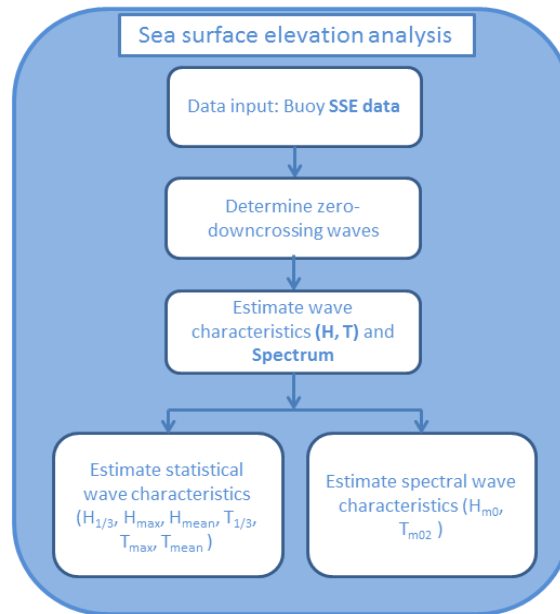 Sea surface elevation analysis
Data input: Buoy SSE data
Determine zero-
downcrossing waves
Estimate wave
characteristics (H, T) and
Spectrum
Estimate statistical
wave characteristics
(H1/3, Hmax, Hmean, T1/3,
Tmax, Tmean )
Estimate spectral wave
characteristics (Hm0,
Tm02 )